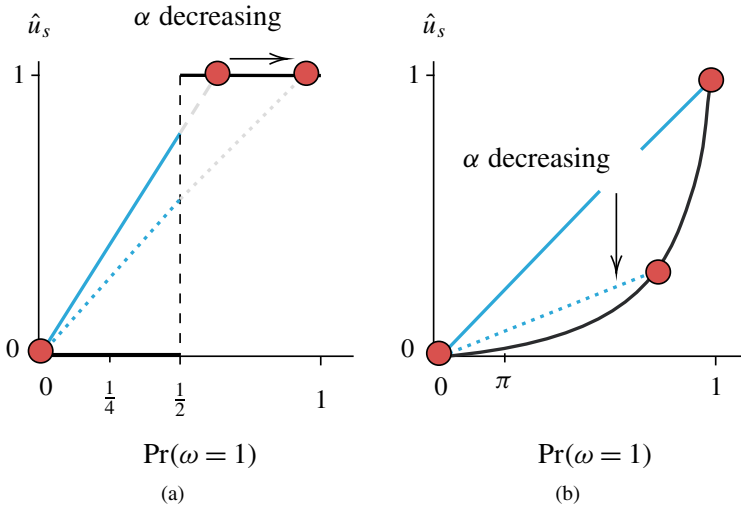 α decreasing
û_s
1
0
0
1/4
1/2
1
Pr(ω = 1)
(a)
û_s
1
α decreasing
0
0
π
1
Pr(ω = 1)
(b)